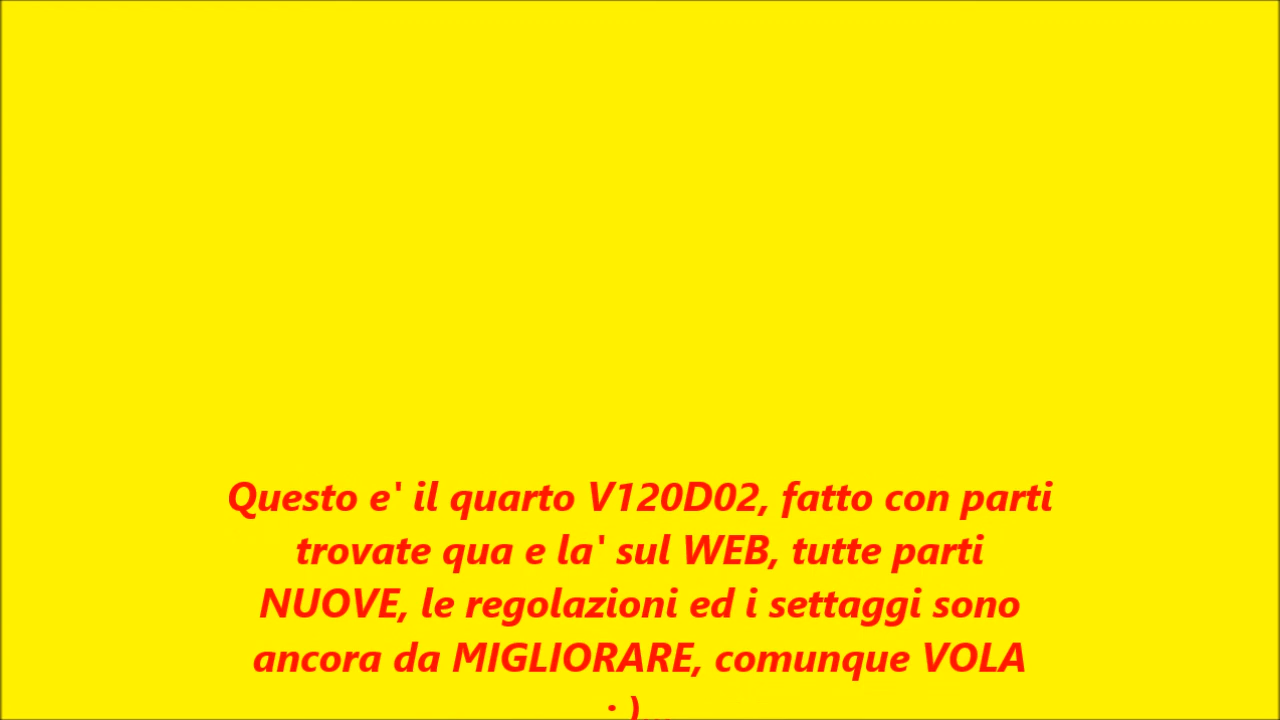 Questo e' il quarto V120D02, fatto con parti
trovate qua e la' sul WEB, tutte parti
NUOVE, le regolazioni ed i settaggi sono
ancora da MIGLIORARE, comunque VOLA